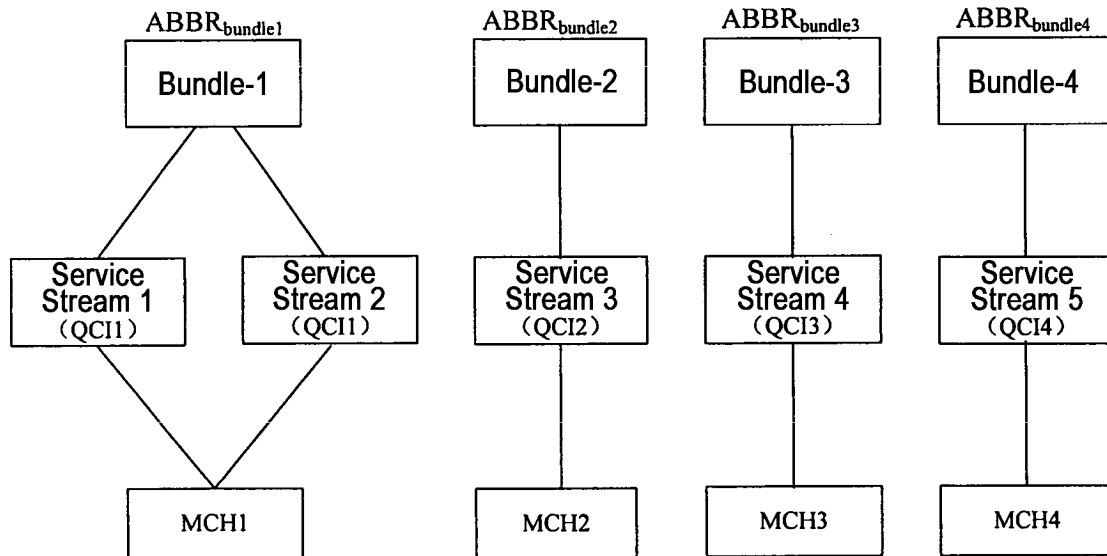 ABBRbundle1
ABBRbundle2
ABBRbundle3
ABBRbundle4
Bundle-1
Bundle-2
Bundle-3
Bundle-4
Service
Stream 1
(QCI1)
Service
Stream 2
(QCI1)
Service
Stream 3
(QCI2)
Service
Stream 4
(QCI3)
Service
Stream 5
(QCI4)
MCH1
MCH2
MCH3
MCH4